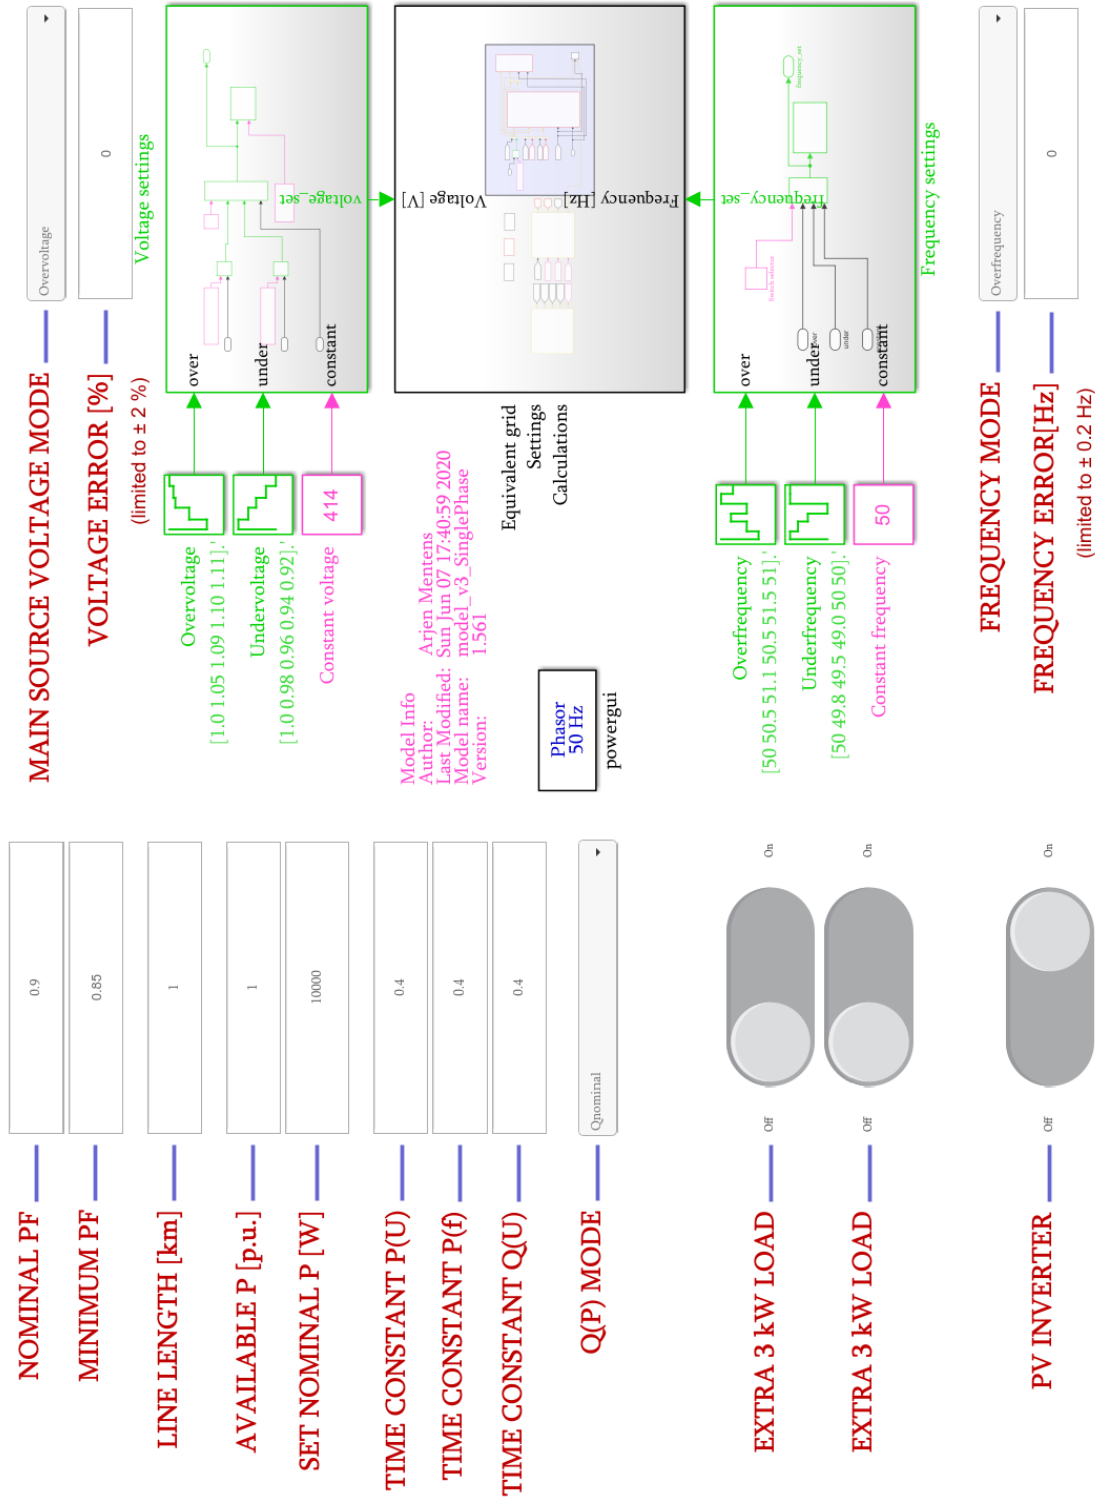 NOMINAL PF
0.9
MINIMUM PF
0.85
LINE LENGTH [km]
1
AVAILABLE P [p.u.]
1
SET NOMINAL P [W]
10000
TIME CONSTANT P(U)
0.4
TIME CONSTANT P(f)
0.4
TIME CONSTANT Q(U)
0.4
Q(P) MODE
Qnominal
EXTRA 3 kW LOAD
Off
On
EXTRA 3 kW LOAD
Off
On
PV INVERTER
Off
On
MAIN SOURCE VOLTAGE MODE
Overvoltage
VOLTAGE ERROR [%]
0
(limited to ± 2 %)
Voltage settings
Overvoltage
[1.0 1.05 1.09 1.10 1.11].'
over
Undervoltage
[1.0 0.98 0.96 0.94 0.92].'
under
Constant voltage
414
constant
voltage_set
Voltage [V]
Frequency [Hz]
Equivalent grid
Settings
Calculations
Model Info
Author: Arjen Mentens
Last Modified: Sun Jun 07 17:40:59 2020
Model name: model_v3_SinglePhase
Version: 1.561
Phasor
50 Hz
powergui
frequency_set
frequency_set
Switch selector
over
under
Overfrequency
[50 50.5 51.1 50.5 51.5 51].'
over
Underfrequency
[50 49.8 49.5 49.0 50 50].'
under
Constant frequency
50
constant
Frequency settings
FREQUENCY MODE
Overfrequency
FREQUENCY ERROR[Hz]
0
(limited to ± 0.2 Hz)